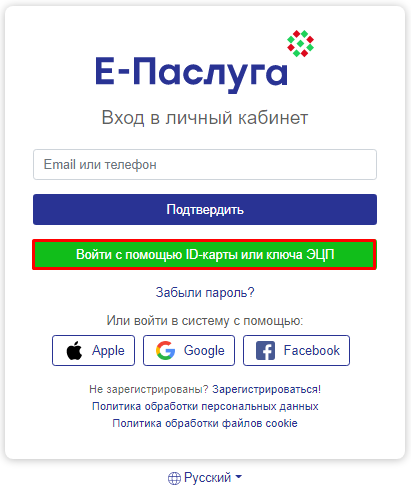 Е-Паслуга
Вход в личный кабинет
Email или телефон
Подтвердить
Войти с помощью ID-карты или ключа ЭЦП
Забыли пароль?
Или войти в систему с помощью:
Apple Google Facebook
Не зарегистрированы? Зарегистрироваться!
Политика обработки персональных данных
Политика обработки файлов cookie
Русский